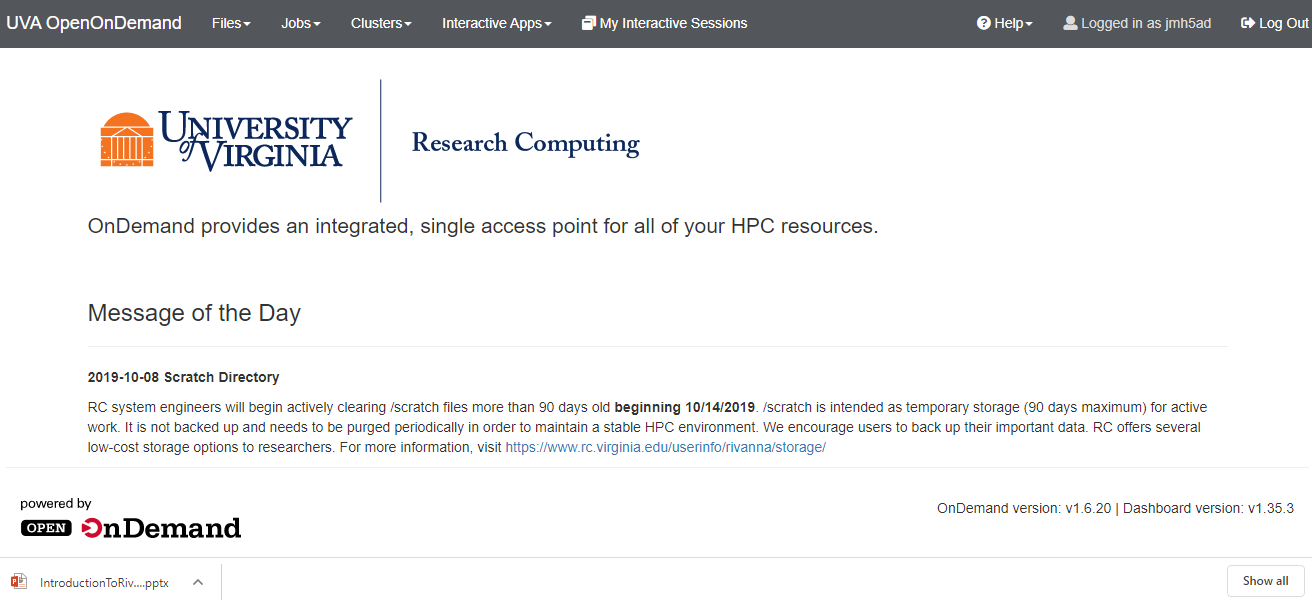 UVA OpenOnDemand Files Jobs Clusters Interactive Apps My Interactive Sessions Help Logged in as jmh5ad Log Out
UNIVERSITY
of VIRGINIA
Research Computing
OnDemand provides an integrated, single access point for all of your HPC resources.
Message of the Day
2019-10-08 Scratch Directory
RC system engineers will begin actively clearing /scratch files more than 90 days old beginning 10/14/2019. /scratch is intended as temporary storage (90 days maximum) for active
work. It is not backed up and needs to be purged periodically in order to maintain a stable HPC environment. We encourage users to back up their important data. RC offers several
low-cost storage options to researchers. For more information, visit https://www.rc.virginia.edu/userinfo/rivanna/storage/
powered by
OPEN OnDemand
OnDemand version: v1.6.20 | Dashboard version: v1.35.3
IntroductionToRiv....pptx
Show all